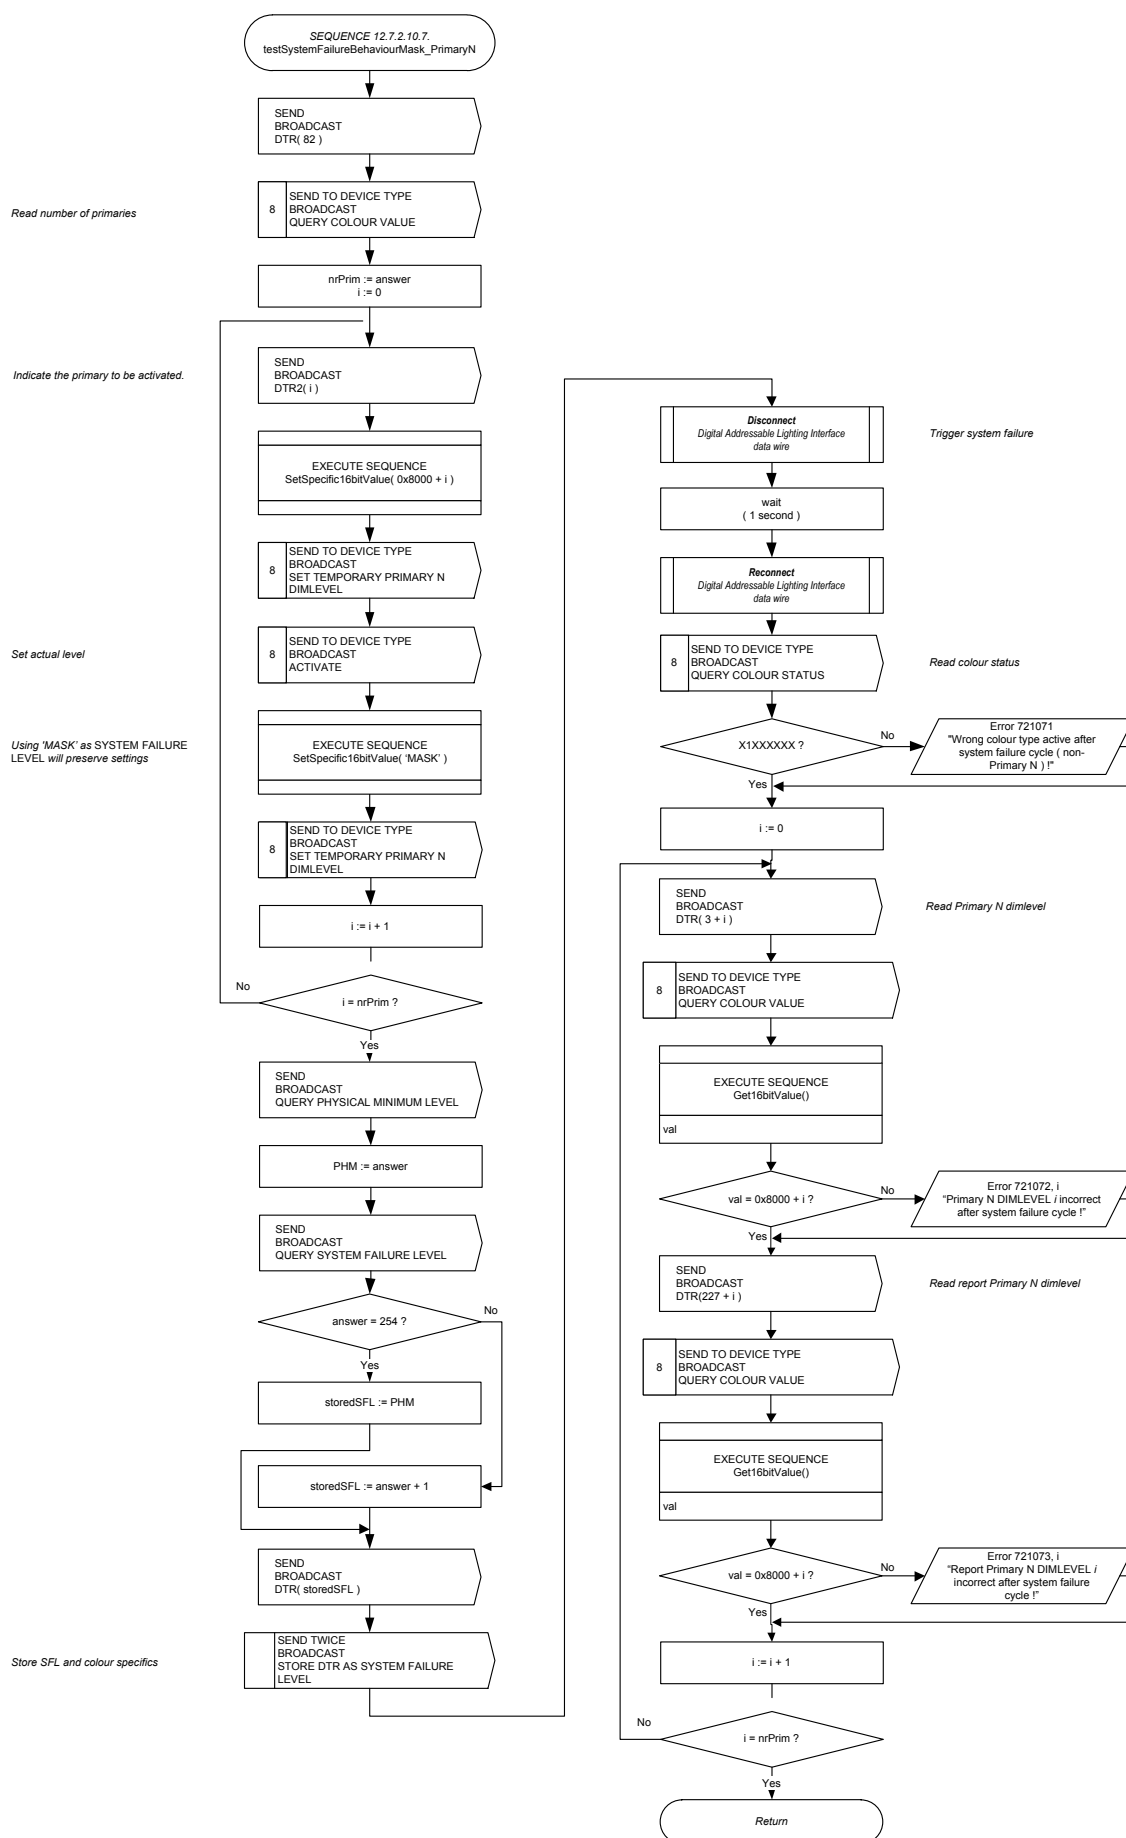 SEQUENCE 12.7.2.10.7.
testSystemFailureBehaviourMask_PrimaryN
SEND
BROADCAST
DTR( 82 )
Read number of primaries
8
SEND TO DEVICE TYPE
BROADCAST
QUERY COLOUR VALUE
nrPrim := answer
i := 0
Indicate the primary to be activated.
SEND
BROADCAST
DTR2( i )
EXECUTE SEQUENCE
SetSpecific16bitValue( 0x8000 + i )
8
SEND TO DEVICE TYPE
BROADCAST
SET TEMPORARY PRIMARY N
DIMLEVEL
Set actual level
8
SEND TO DEVICE TYPE
BROADCAST
ACTIVATE
Using 'MASK' as SYSTEM FAILURE
LEVEL will preserve settings
EXECUTE SEQUENCE
SetSpecific16bitValue( ‘MASK’ )
8
SEND TO DEVICE TYPE
BROADCAST
SET TEMPORARY PRIMARY N
DIMLEVEL
i := i + 1
No
i = nrPrim ?
Yes
SEND
BROADCAST
QUERY PHYSICAL MINIMUM LEVEL
PHM := answer
SEND
BROADCAST
QUERY SYSTEM FAILURE LEVEL
No
answer = 254 ?
Yes
storedSFL := PHM
storedSFL := answer + 1
SEND
BROADCAST
DTR( storedSFL )
Store SFL and colour specifics
SEND TWICE
BROADCAST
STORE DTR AS SYSTEM FAILURE
LEVEL
Disconnect
Digital Addressable Lighting Interface
data wire
Trigger system failure
wait
( 1 second )
Reconnect
Digital Addressable Lighting Interface
data wire
8
SEND TO DEVICE TYPE
BROADCAST
QUERY COLOUR STATUS
Read colour status
X1XXXXXX ?
No
Error 721071
"Wrong colour type active after
system failure cycle ( non-
Primary N ) !"
Yes
i := 0
SEND
BROADCAST
DTR( 3 + i )
Read Primary N dimlevel
8
SEND TO DEVICE TYPE
BROADCAST
QUERY COLOUR VALUE
EXECUTE SEQUENCE
Get16bitValue()
val
val = 0x8000 + i ?
No
Error 721072, i
“Primary N DIMLEVEL i incorrect
after system failure cycle !”
Yes
SEND
BROADCAST
DTR(227 + i )
Read report Primary N dimlevel
8
SEND TO DEVICE TYPE
BROADCAST
QUERY COLOUR VALUE
EXECUTE SEQUENCE
Get16bitValue()
val
val = 0x8000 + i ?
No
Error 721073, i
“Report Primary N DIMLEVEL i
incorrect after system failure
cycle !”
Yes
i := i + 1
No
i = nrPrim ?
Yes
Return